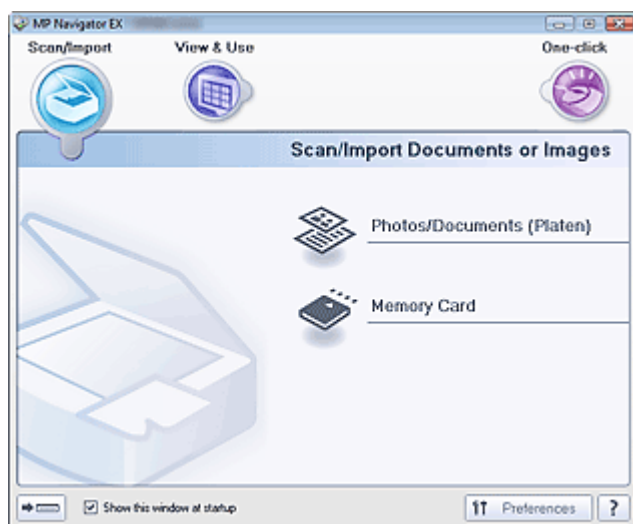 MP Navigator EX
Scan/Import View & Use One-click
Scan/Import Documents or Images
Photos/Documents (Platen)
Memory Card
Show this window at startup Preferences ?